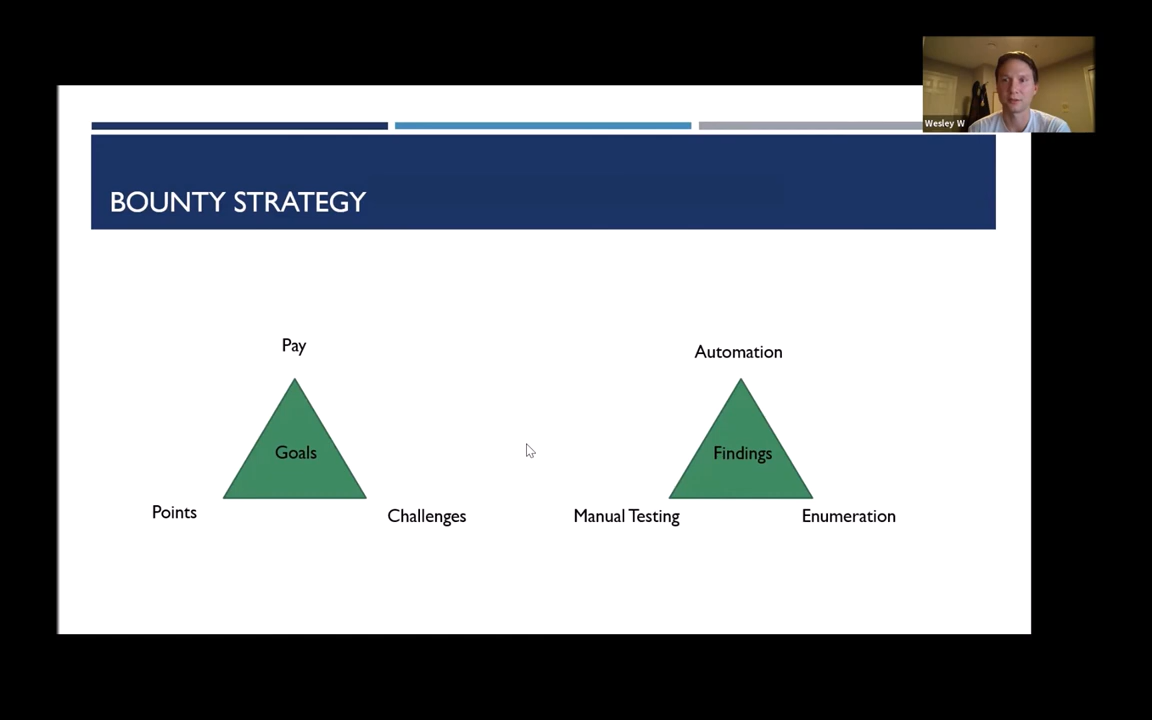 Wesley W
BOUNTY STRATEGY
Pay
Automation
Goals
Findings
Points
Challenges
Manual Testing
Enumeration